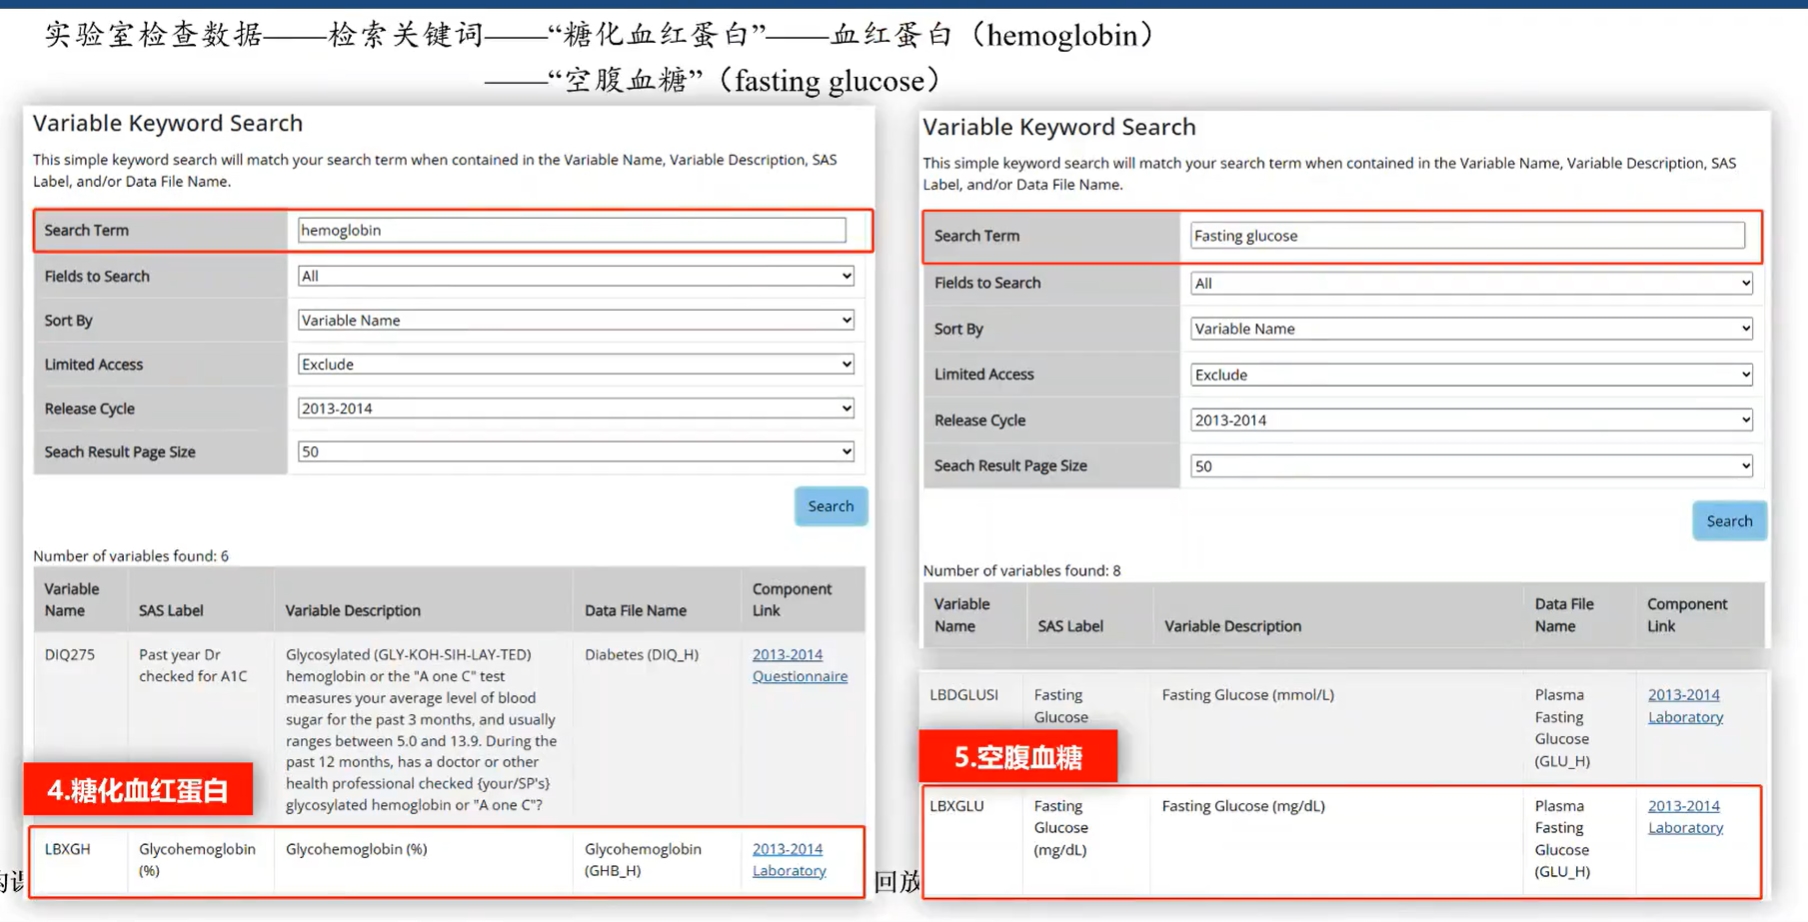 实验室检查数据——检索关键词——“糖化血红蛋白”——血红蛋白（hemoglobin）
——“空腹血糖”（fasting glucose）
Variable Keyword Search
This simple keyword search will match your search term when contained in the Variable Name, Variable Description, SAS
Label, and/or Data File Name.
Search Term hemoglobin
Fields to Search All
Sort By Variable Name
Limited Access Exclude
Release Cycle 2013-2014
Seach Result Page Size 50
Search
Number of variables found: 6
Variable Name SAS Label Variable Description Data File Name Component Link
DIQ275 Past year Dr Glycosylated (GLY-KOH-SIH-LAY-TED) Diabetes (DIQ_H) 2013-2014
checked for A1C hemoglobin or the "A one C" test Questionnaire
measures your average level of blood
sugar for the past 3 months, and usually
ranges between 5.0 and 13.9. During the
past 12 months, has a doctor or other
health professional checked {your/SP's}
glycosylated hemoglobin or "A one C"?
4.糖化血红蛋白
LBXGH Glycohemoglobin Glycohemoglobin (%) Glycohemoglobin 2013-2014
(%) (GHB_H) Laboratory
Variable Keyword Search
This simple keyword search will match your search term when contained in the Variable Name, Variable Description, SAS
Label, and/or Data File Name.
Search Term Fasting glucose
Fields to Search All
Sort By Variable Name
Limited Access Exclude
Release Cycle 2013-2014
Seach Result Page Size 50
Search
Number of variables found: 8
Variable Name SAS Label Variable Description Data File Name Component Link
LBDGLUSI Fasting Fasting Glucose (mmol/L) Plasma 2013-2014
Glucose Fasting Laboratory
Glucose
(GLU_H)
5.空腹血糖
LBXGLU Fasting Fasting Glucose (mg/dL) Plasma 2013-2014
Glucose Fasting Laboratory
(mg/dL) Glucose
(GLU_H)
回放